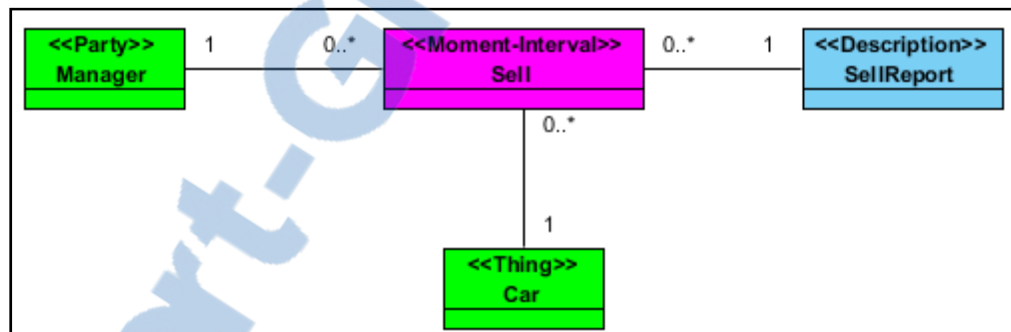 <<Party>>
Manager
1
0..*
<<Moment-Interval>>
Sell
0..*
1
<<Description>>
SellReport
0..*
1
<<Thing>>
Car